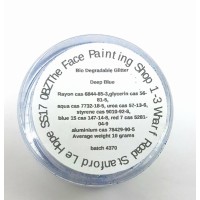 The Face Painting Shop 1-3 Wharf Road Stanford Le Hope SS17 0BZ
Bio Degradable Glitter
Deep Blue
Rayon cas 6844-65-3,glycerin cas 56-
81-5,
aqua cas 7732-18-5, urea cas 57-13-6,
styrene cas 9010-92-8,
blue 15 cas 147-14-8, red 7 cas 5281-
04-9
aluminium cas 78429-90-5
Average weight 10 grams
batch 4370